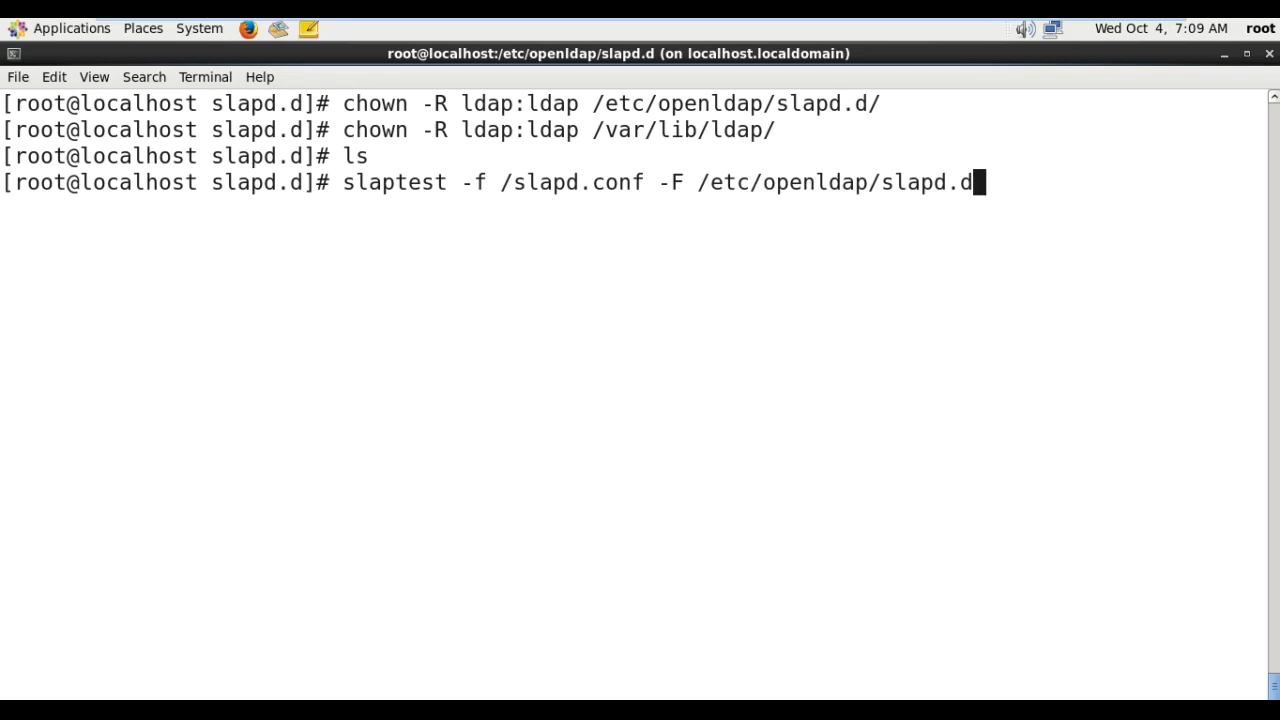 Applications Places System Wed Oct 4, 7:09 AM root
root@localhost:/etc/openldap/slapd.d (on localhost.localdomain)
File Edit View Search Terminal Help
[root@localhost slapd.d]# chown -R ldap:ldap /etc/openldap/slapd.d/
[root@localhost slapd.d]# chown -R ldap:ldap /var/lib/ldap/
[root@localhost slapd.d]# ls
[root@localhost slapd.d]# slaptest -f /slapd.conf -F /etc/openldap/slapd.d